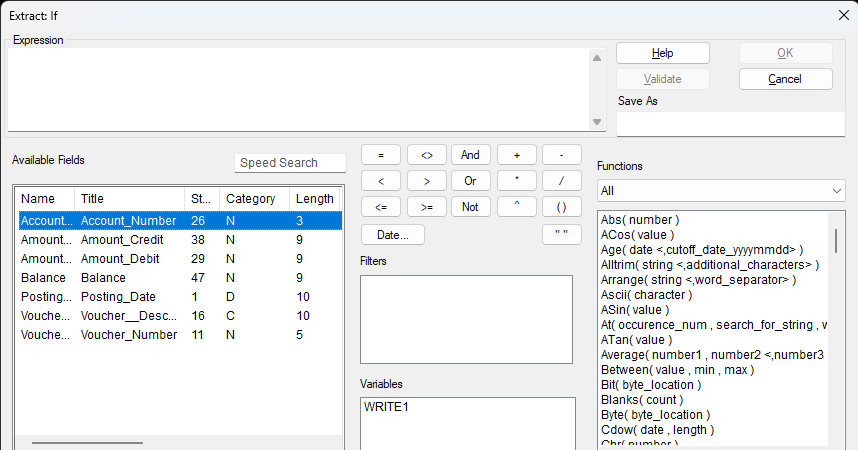 Extract: If
Expression
Help
OK
Validate
Cancel
Save As
Available Fields
Speed Search
Name Title St... Category Length
Account... Account_Number 26 N 3
Amount... Amount_Credit 38 N 9
Amount... Amount_Debit 29 N 9
Balance Balance 47 N 9
Posting... Posting_Date 1 D 10
Vouche... Voucher__Desc... 16 C 10
Vouche... Voucher_Number 11 N 5
= <> And + -
< > Or * /
<= >= Not ^ ( )
Date... " "
Filters
Variables
WRITE1
Functions
All
Abs( number )
ACos( value )
Age( date <,cutoff_date_yyyymmdd> )
Alltrim( string <,additional_characters> )
Arrange( string <,word_separator> )
Ascii( character )
ASin( value )
At( occurence_num , search_for_string , w
ATan( value )
Average( number1 , number2 <,number3
Between( value , min , max )
Bit( byte_location )
Blanks( count )
Byte( byte_location )
Cdow( date , length )
Chr( number )